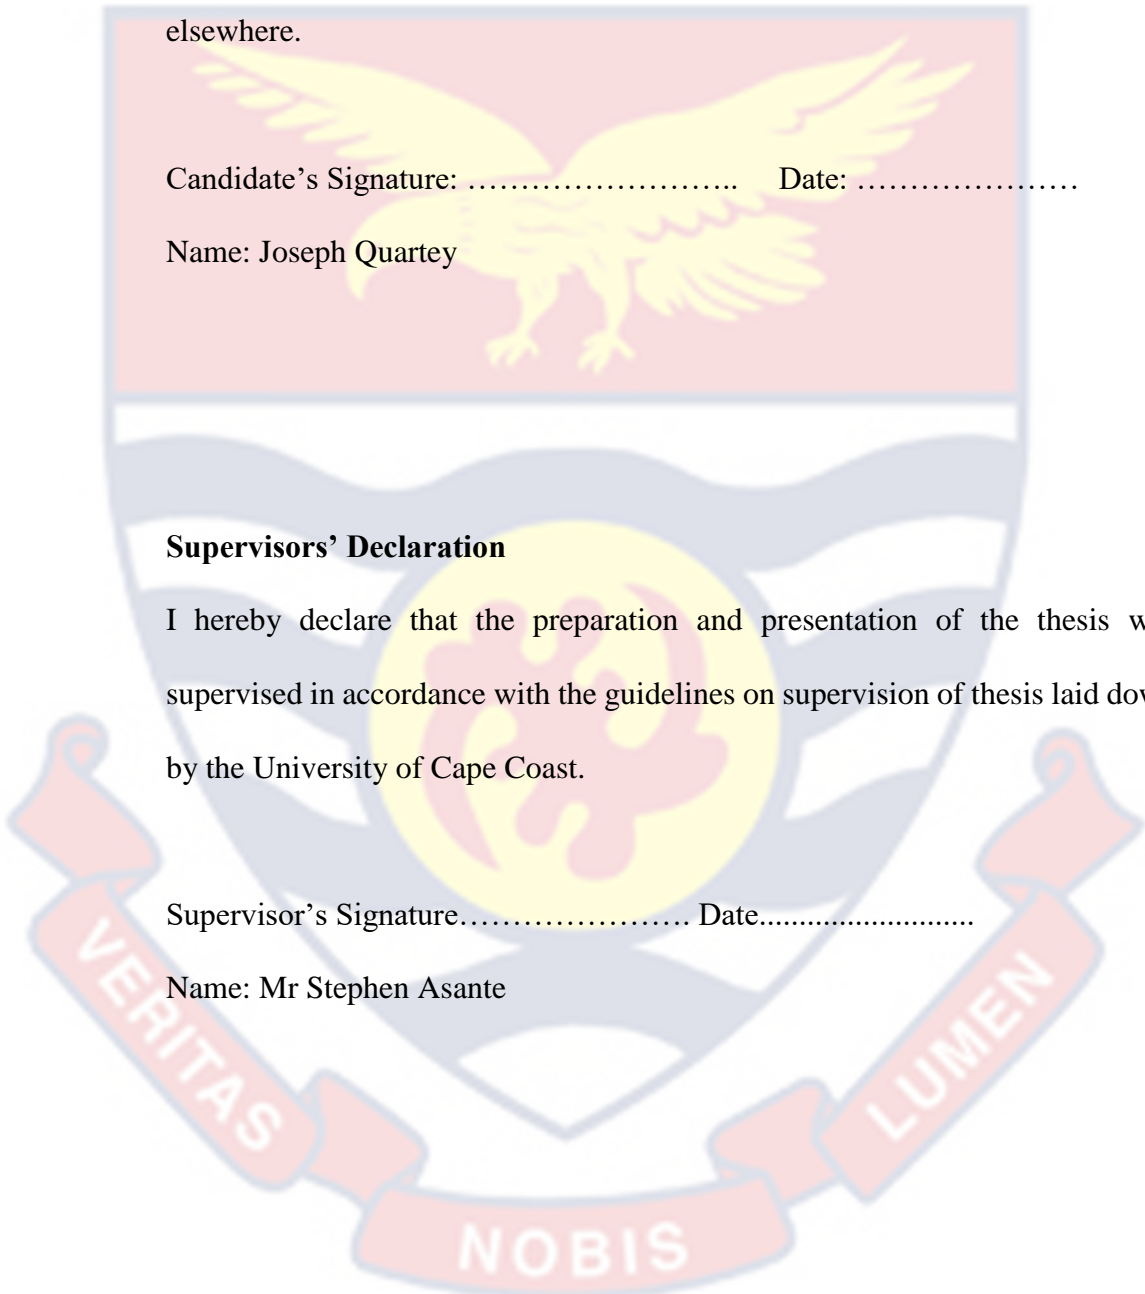 elsewhere.
Candidate’s Signature: …………………….. Date: …………………
Name: Joseph Quartey
Supervisors’ Declaration
I hereby declare that the preparation and presentation of the thesis w
supervised in accordance with the guidelines on supervision of thesis laid do
by the University of Cape Coast.
Supervisor’s Signature…………………. Date...........................
Name: Mr Stephen Asante
VERITAS
NOBIS
LUMEN